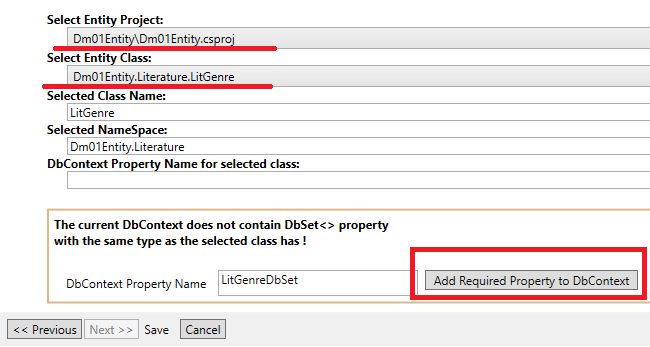 Select Entity Project:
Dm01Entity\Dm01Entity.csproj
Select Entity Class:
Dm01Entity.Literature.LitGenre
Selected Class Name:
LitGenre
Selected NameSpace:
Dm01Entity.Literature
DbContext Property Name for selected class:
The current DbContext does not contain DbSet<> property
with the same type as the selected class has !
DbContext Property Name LitGenreDbSet Add Required Property to DbContext
<< Previous Next >> Save Cancel